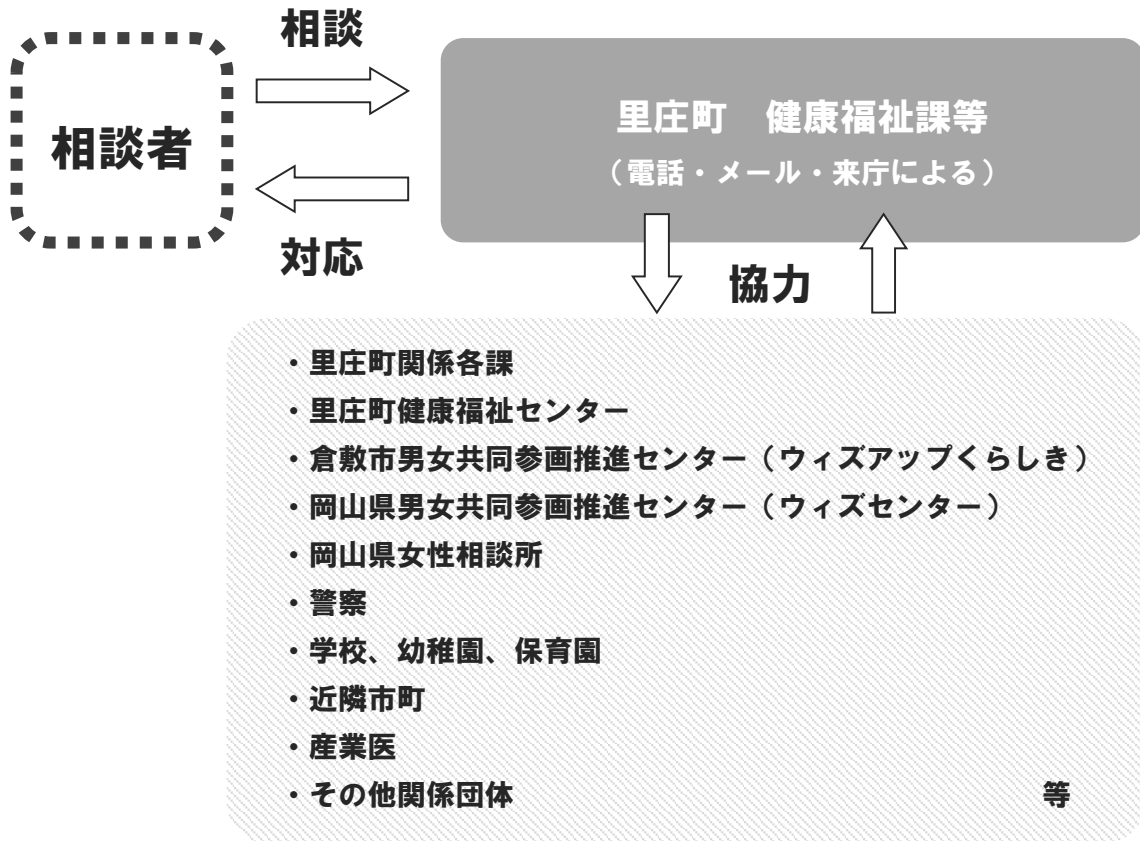 相談
相談者
里庄町　健康福祉課等
（電話・メール・来庁による）
対応
協力
・里庄町関係各課
・里庄町健康福祉センター
・倉敷市男女共同参画推進センター（ウィズアップくらしき）
・岡山県男女共同参画推進センター（ウィズセンター）
・岡山県女性相談所
・警察
・学校、幼稚園、保育園
・近隣市町
・産業医
・その他関係団体　等